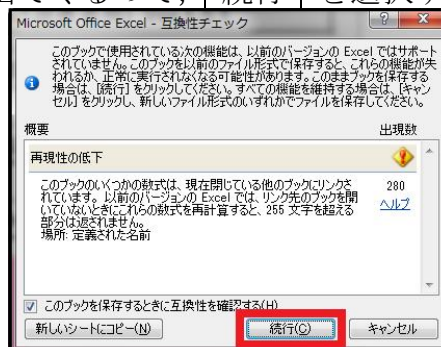 出てくるので，「続行」を選択す
Microsoft Office Excel - 互換性チェック
このブックで使用されている次の機能は、以前のバージョンの Excel ではサポート
されていません。このブックを以前のファイル形式で保存すると、これらの機能が失
われるか、正常に実行されなくなる可能性があります。このままブックを保存する
場合は、[続行] をクリックしてください。すべての機能を維持する場合は、[キャン
セル] をクリックし、新しいファイル形式のいずれかでファイルを保存してください。
概要 出現数
再現性の低下
このブックのいくつかの数式は、現在閉じている他のブックにリンクさ 280
れています。以前のバージョンの Excel では、リンク先のブックを開 ヘルプ
いていないときにこれらの数式を再計算すると、255 文字を超える
部分は返されません。
場所: 定義された名前
このブックを保存するときに互換性を確認する(H)
新しいシートにコピー(N) 続行(C) キャンセル